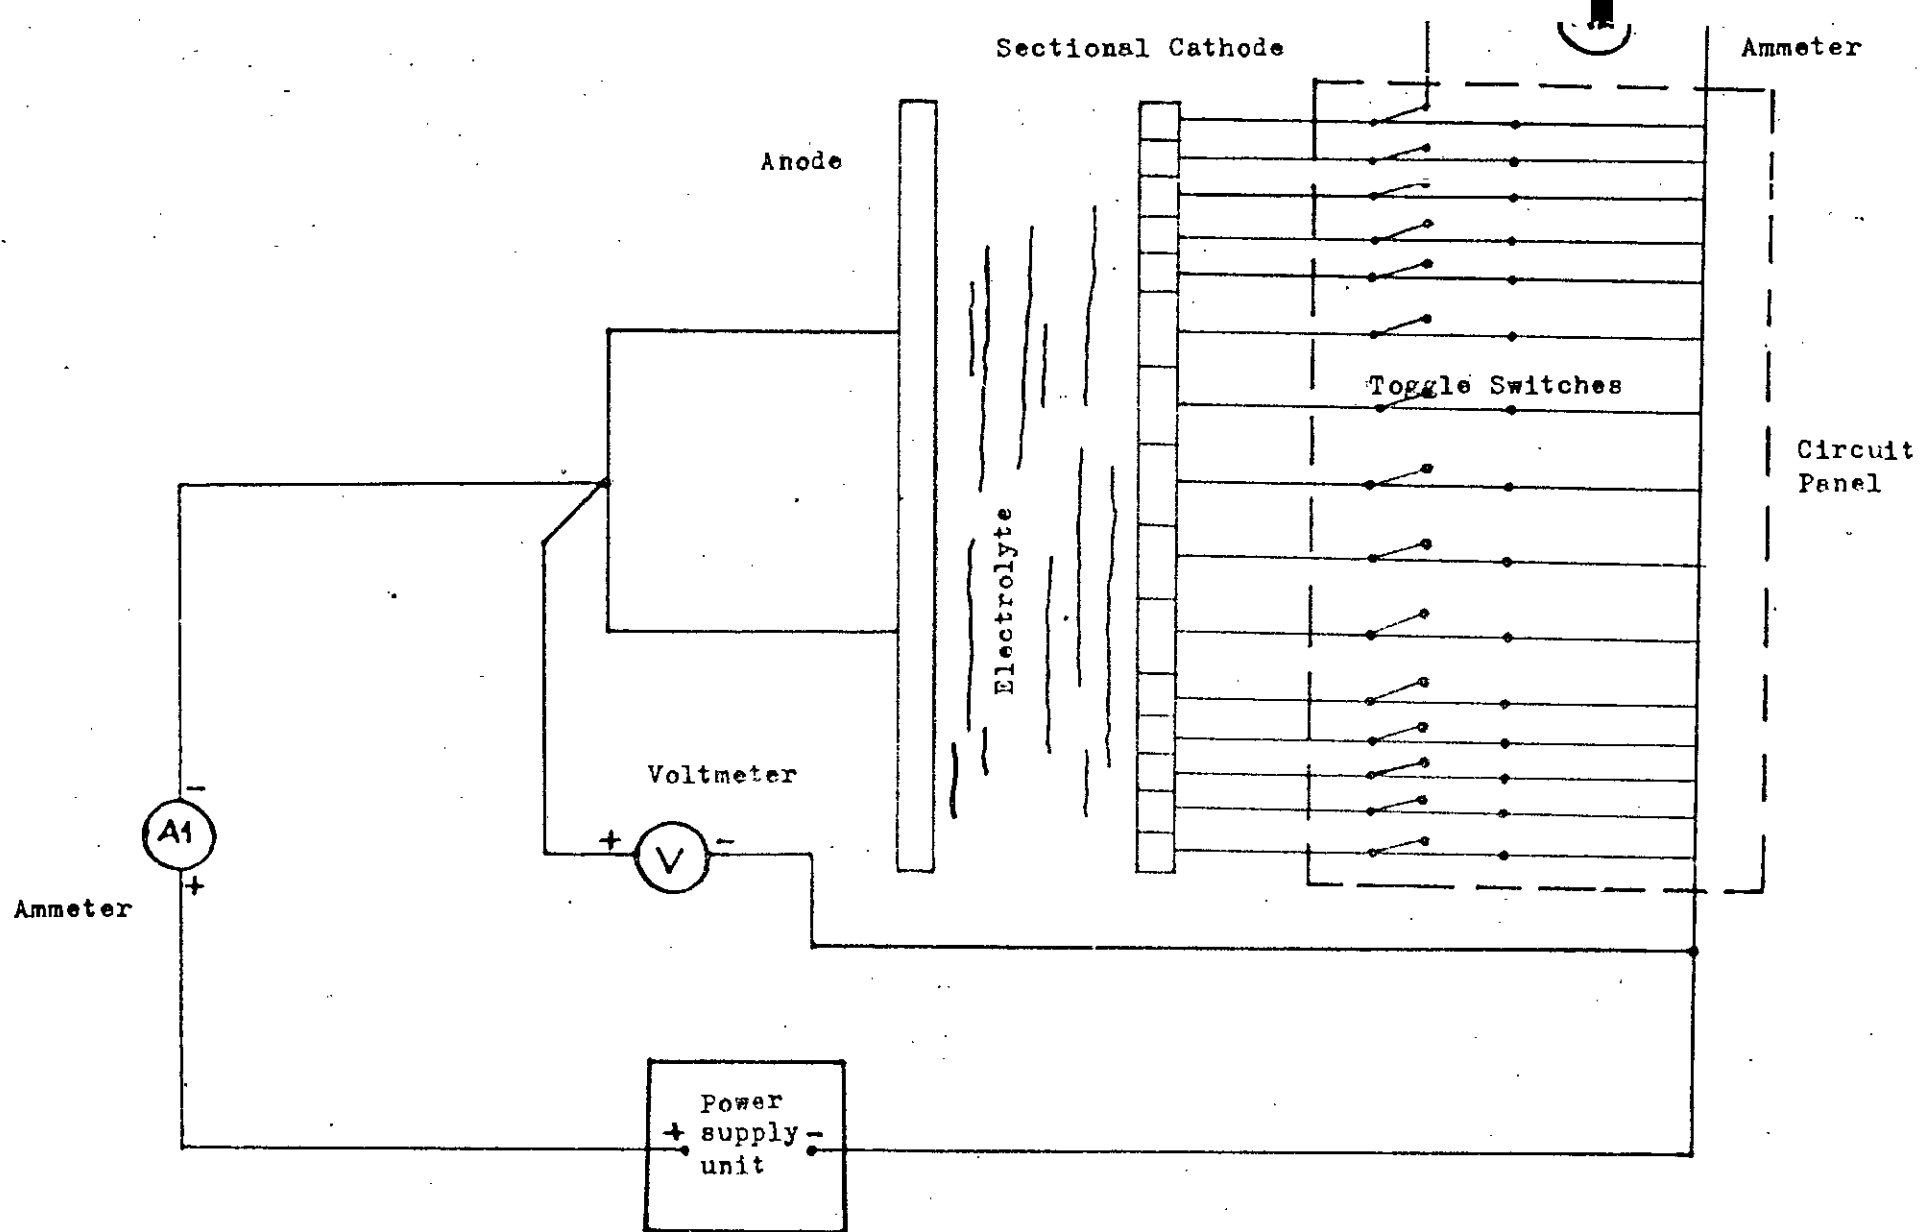 Sectional Cathode
Ammeter
Anode
Toggle Switches
Circuit
Panel
Electrolyte
Voltmeter
+
-
V
-
A1
+
Ammeter
Power
+ supply -
unit